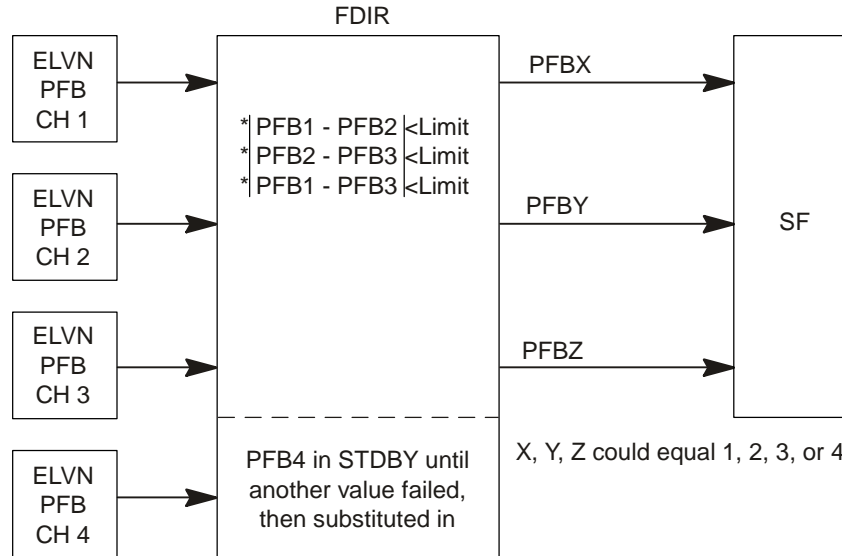 FDIR
ELVN
PFB
CH 1
ELVN
PFB
CH 2
ELVN
PFB
CH 3
ELVN
PFB
CH 4
*|PFB1 - PFB2|<Limit
*|PFB2 - PFB3|<Limit
*|PFB1 - PFB3|<Limit
PFB4 in STDBY until
another value failed,
then substituted in
PFBX
PFBY
PFBZ
SF
X, Y, Z could equal 1, 2, 3, or 4